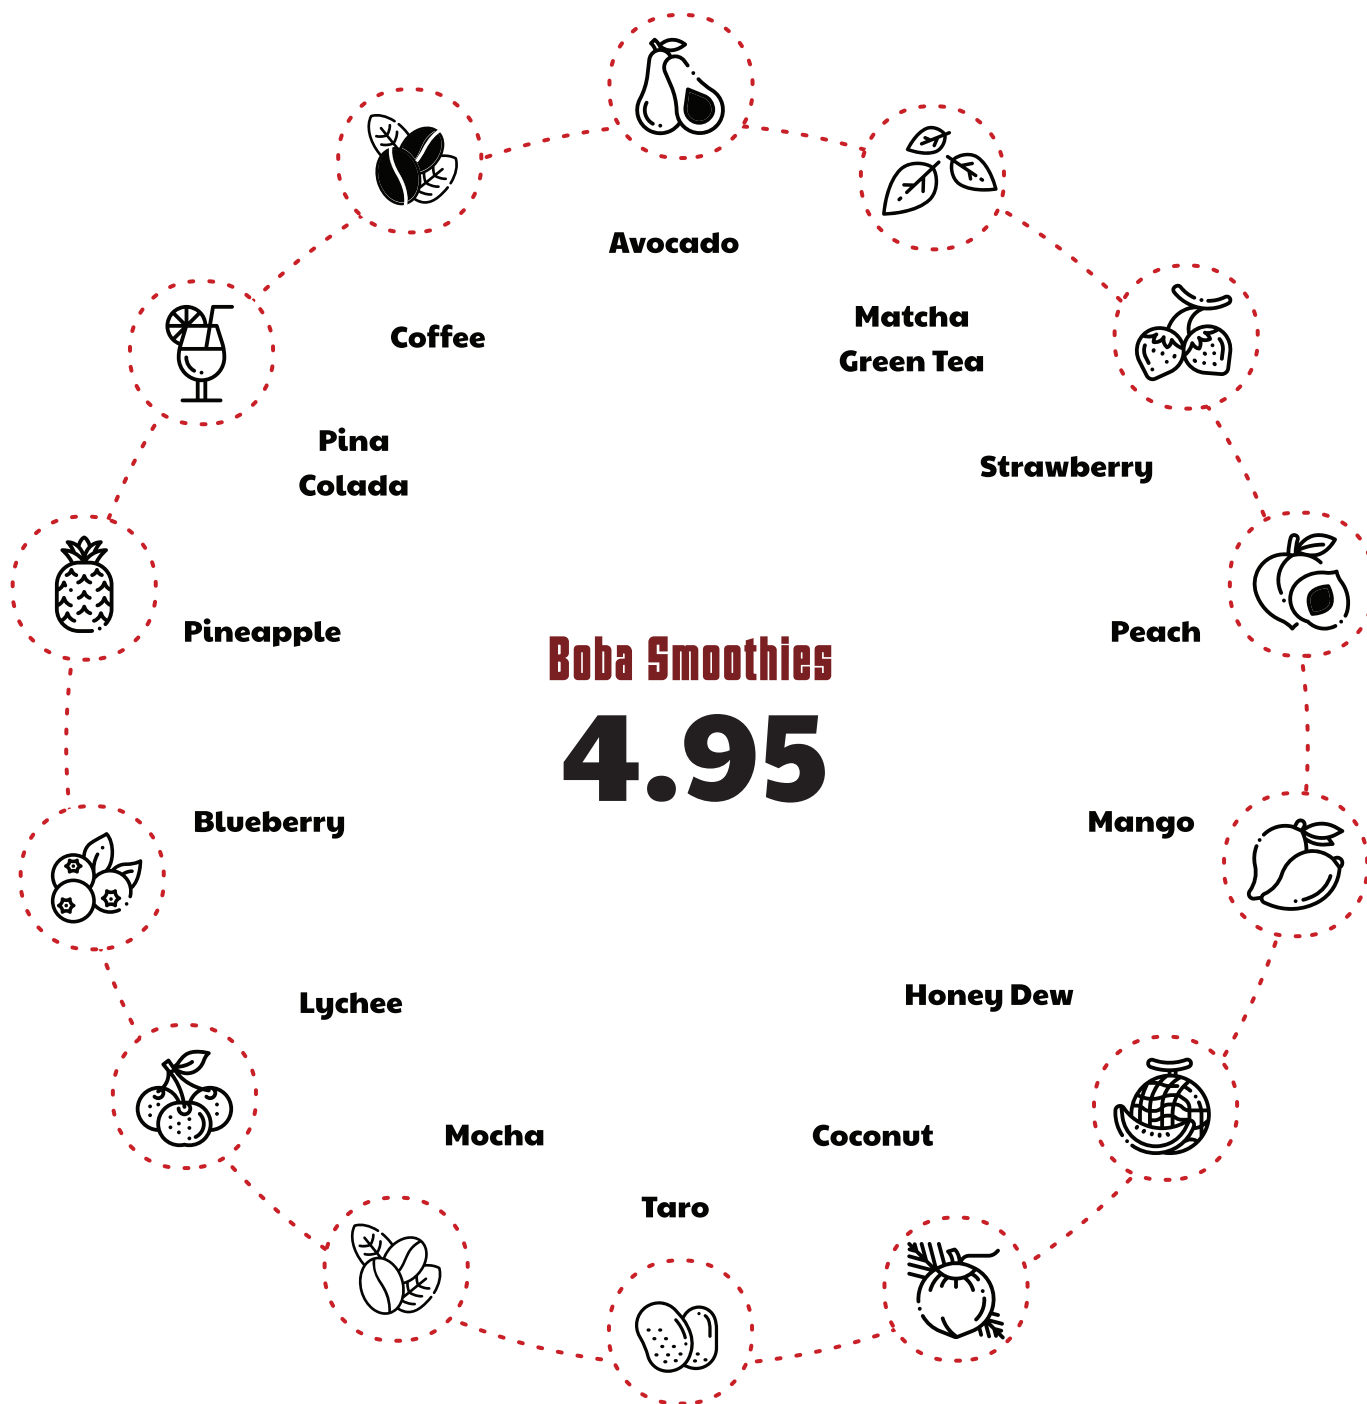 Avocado
Matcha
Green Tea
Coffee
Pina
Colada
Strawberry
Pineapple
Peach
Boba Smoothies
4.95
Blueberry
Mango
Lychee
Honey Dew
Mocha
Coconut
Taro